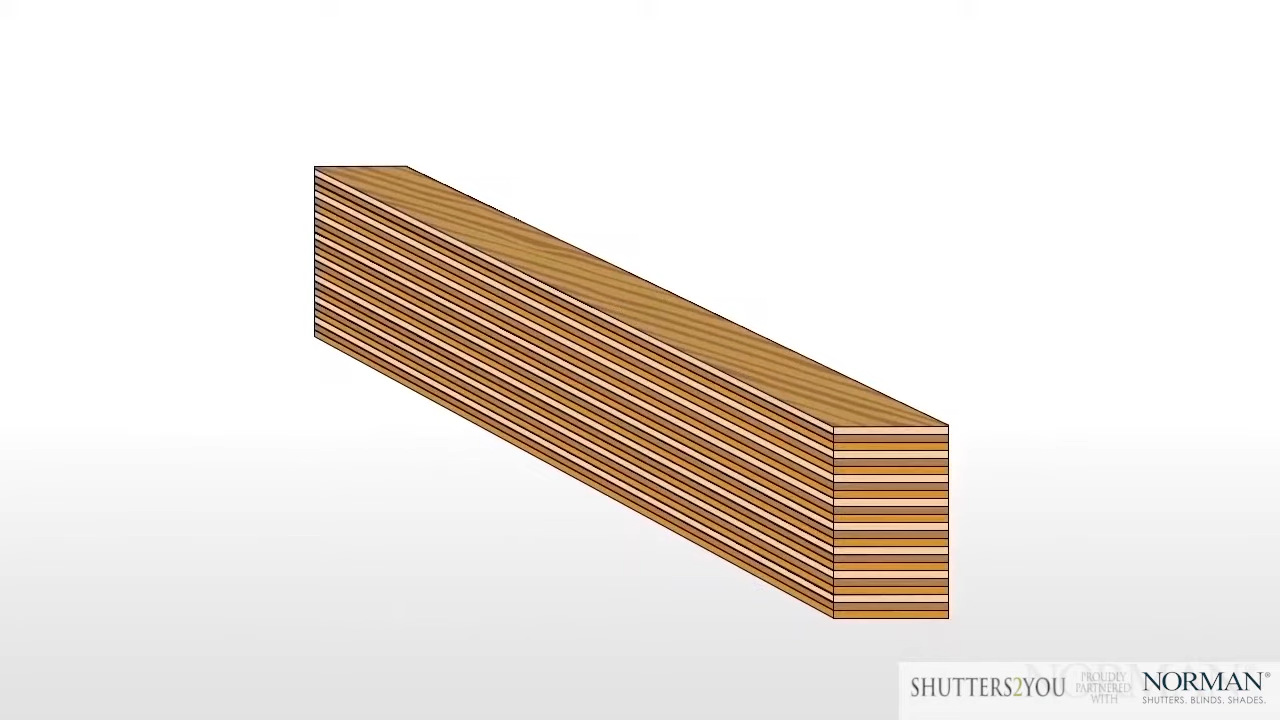 SHUTTERS2YOU
PROUDLY
PARTNERED
WITH
NORMAN®
SHUTTERS. BLINDS. SHADES.